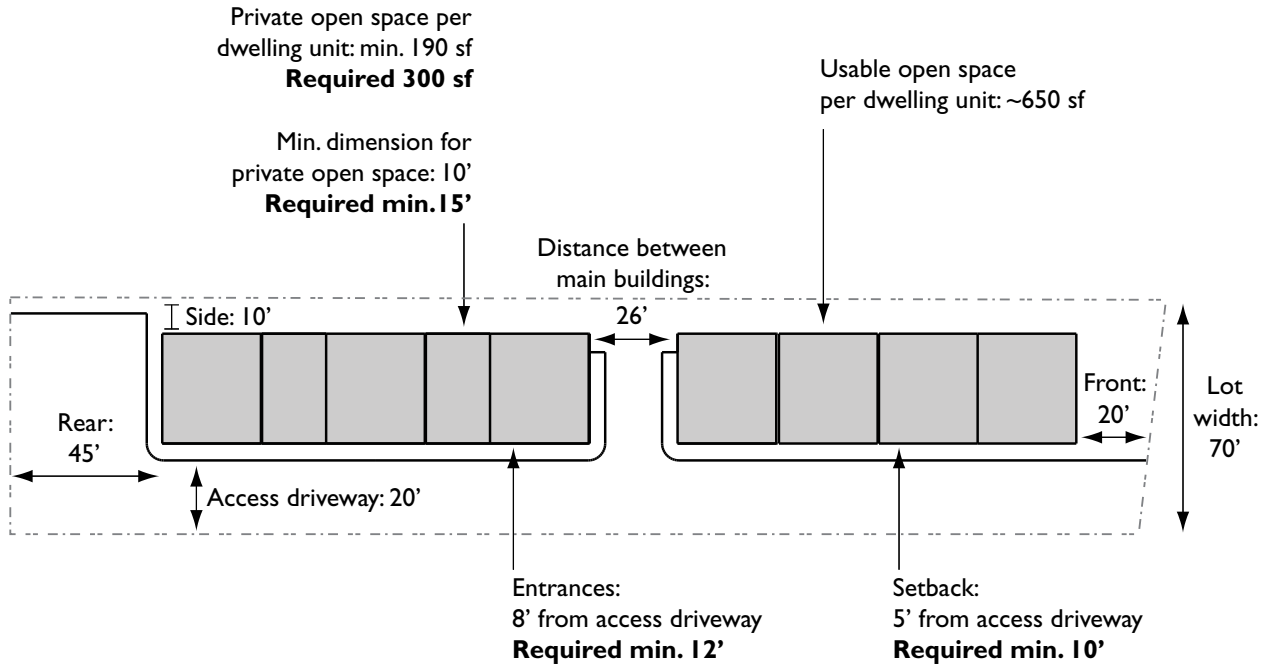 Private open space per
dwelling unit: min. 190 sf
Required 300 sf
Usable open space
per dwelling unit: ~650 sf
Min. dimension for
private open space: 10’
Required min.15’
Distance between
main buildings:
26’
Side: 10’
Front:
20’
Lot
width:
70’
Rear:
45’
Access driveway: 20’
Entrances:
8’ from access driveway
Required min. 12’
Setback:
5’ from access driveway
Required min. 10’